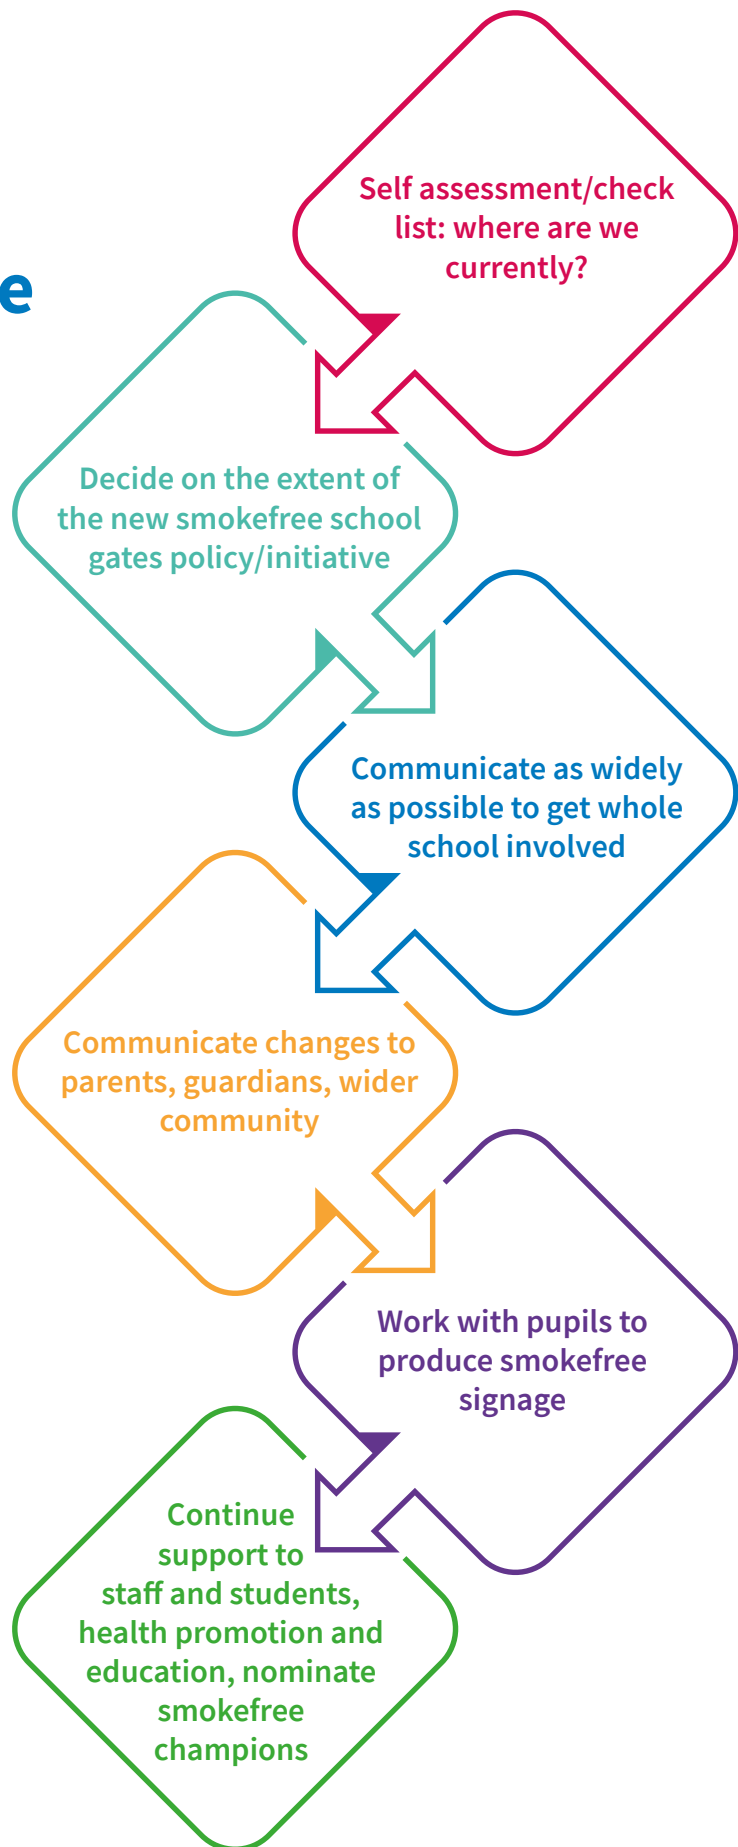 e
Self assessment/check
list: where are we
currently?
Decide on the extent of
the new smokefree school
gates policy/initiative
Communicate as widely
as possible to get whole
school involved
Communicate changes to
parents, guardians, wider
community
Work with pupils to
produce smokefree
signage
Continue
support to
staff and students,
health promotion and
education, nominate
smokefree
champions